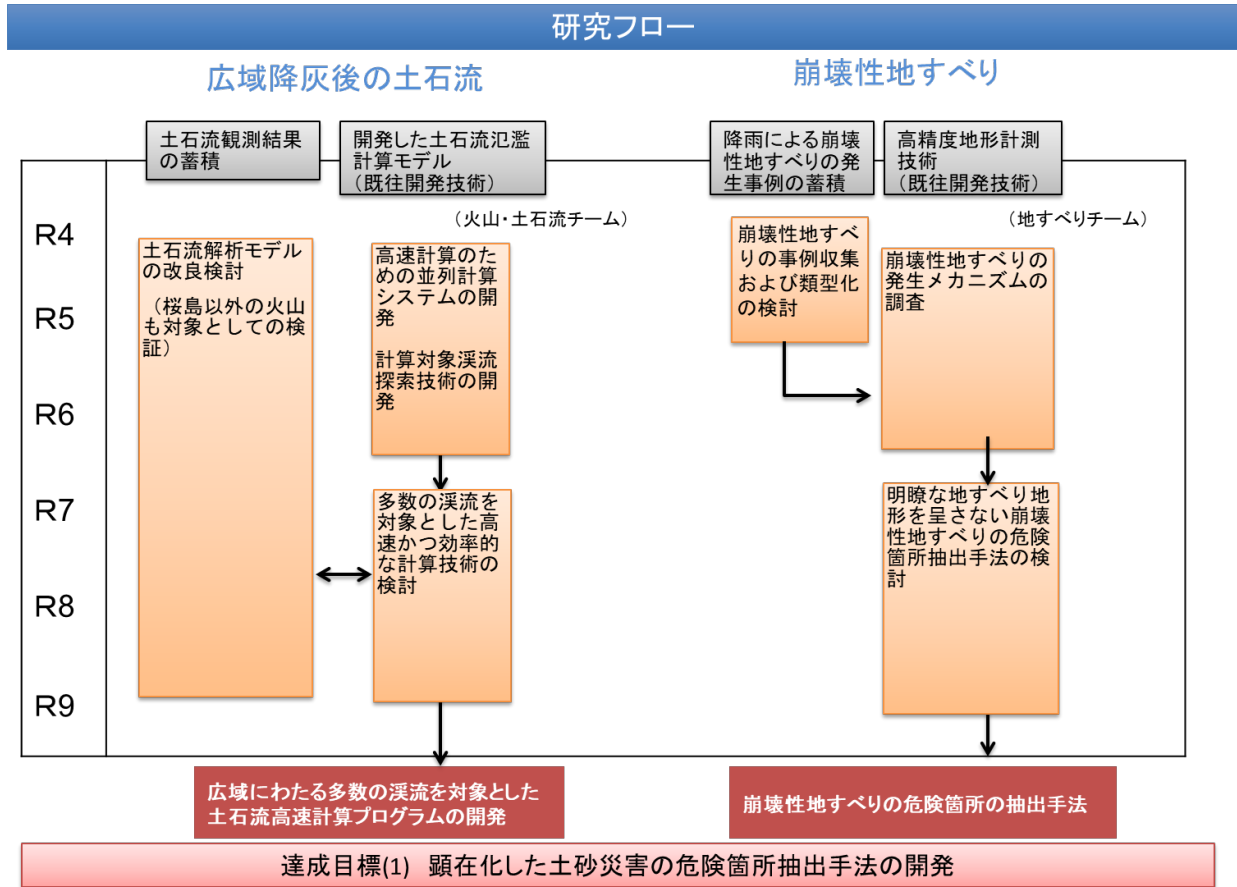 研究フロー
広域降灰後の土石流
崩壊性地すべり
土石流観測結果
の蓄積
開発した土石流氾濫
計算モデル
（既往開発技術）
降雨による崩壊
性地すべりの発
生事例の蓄積
高精度地形計測
技術
（既往開発技術）
（火山・土石流チーム）
（地すべりチーム）
R4
R5
R6
R7
R8
R9
土石流解析モデル
の改良検討
（桜島以外の火山
も対象としての検
証）
高速計算のた
めの並列計算
システムの開
発
計算対象渓流
探索技術の開
発
多数の渓流を
対象とした高
速かつ効率的
な計算技術の
検討
崩壊性地すべ
りの事例収集
および類型化
の検討
崩壊性地すべりの
発生メカニズムの
調査
明瞭な地すべり地
形を呈さない崩壊
性地すべりの危険
箇所抽出手法の検
討
広域にわたる多数の渓流を対象とした
土石流高速計算プログラムの開発
崩壊性地すべりの危険箇所の抽出手法
達成目標(1) 顕在化した土砂災害の危険箇所抽出手法の開発